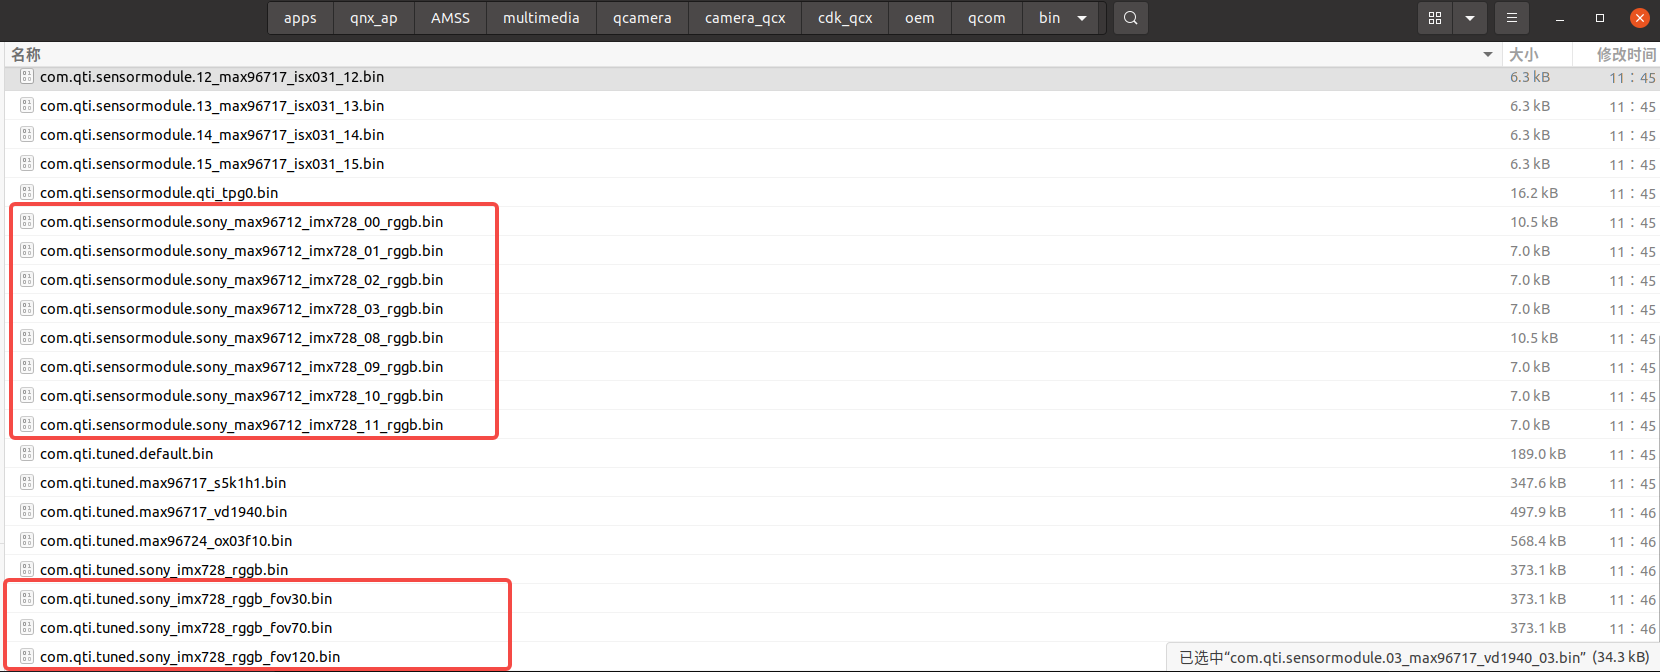 apps qnx_ap AMSS multimedia qcamera camera_qcx cdk_qcx oem qcom bin
名称 大小 修改时间
com.qti.sensormodule.12_max96717_isx031_12.bin 6.3 kB 11：45
com.qti.sensormodule.13_max96717_isx031_13.bin 6.3 kB 11：45
com.qti.sensormodule.14_max96717_isx031_14.bin 6.3 kB 11：45
com.qti.sensormodule.15_max96717_isx031_15.bin 6.3 kB 11：45
com.qti.sensormodule.qti_tpg0.bin 16.2 kB 11：45
com.qti.sensormodule.sony_max96712_imx728_00_rggb.bin 10.5 kB 11：45
com.qti.sensormodule.sony_max96712_imx728_01_rggb.bin 7.0 kB 11：45
com.qti.sensormodule.sony_max96712_imx728_02_rggb.bin 7.0 kB 11：45
com.qti.sensormodule.sony_max96712_imx728_03_rggb.bin 7.0 kB 11：45
com.qti.sensormodule.sony_max96712_imx728_08_rggb.bin 10.5 kB 11：45
com.qti.sensormodule.sony_max96712_imx728_09_rggb.bin 7.0 kB 11：45
com.qti.sensormodule.sony_max96712_imx728_10_rggb.bin 7.0 kB 11：45
com.qti.sensormodule.sony_max96712_imx728_11_rggb.bin 7.0 kB 11：45
com.qti.tuned.default.bin 189.0 kB 11：45
com.qti.tuned.max96717_s5k1h1.bin 347.6 kB 11：45
com.qti.tuned.max96717_vd1940.bin 497.9 kB 11：46
com.qti.tuned.max96724_ox03f10.bin 568.4 kB 11：46
com.qti.tuned.sony_imx728_rggb.bin 373.1 kB 11：46
com.qti.tuned.sony_imx728_rggb_fov30.bin 373.1 kB 11：46
com.qti.tuned.sony_imx728_rggb_fov70.bin 373.1 kB 11：46
com.qti.tuned.sony_imx728_rggb_fov120.bin
已选中“com.qti.sensormodule.03_max96717_vd1940_03.bin” (34.3 kB)